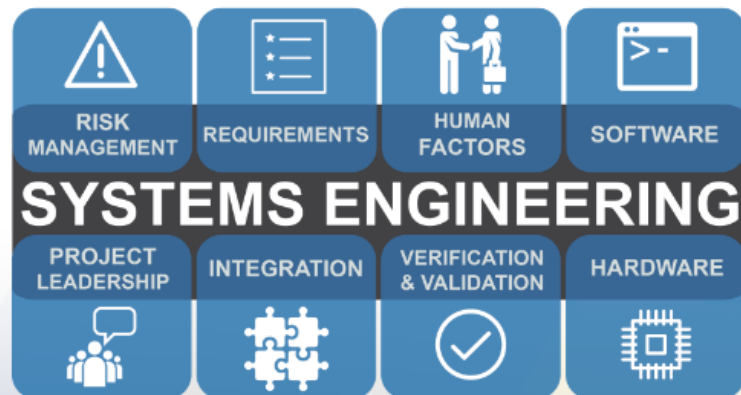 RISK
MANAGEMENT
REQUIREMENTS
HUMAN
FACTORS
>-
SOFTWARE
SYSTEMS ENGINEERING
PROJECT
LEADERSHIP
INTEGRATION
VERIFICATION
& VALIDATION
HARDWARE